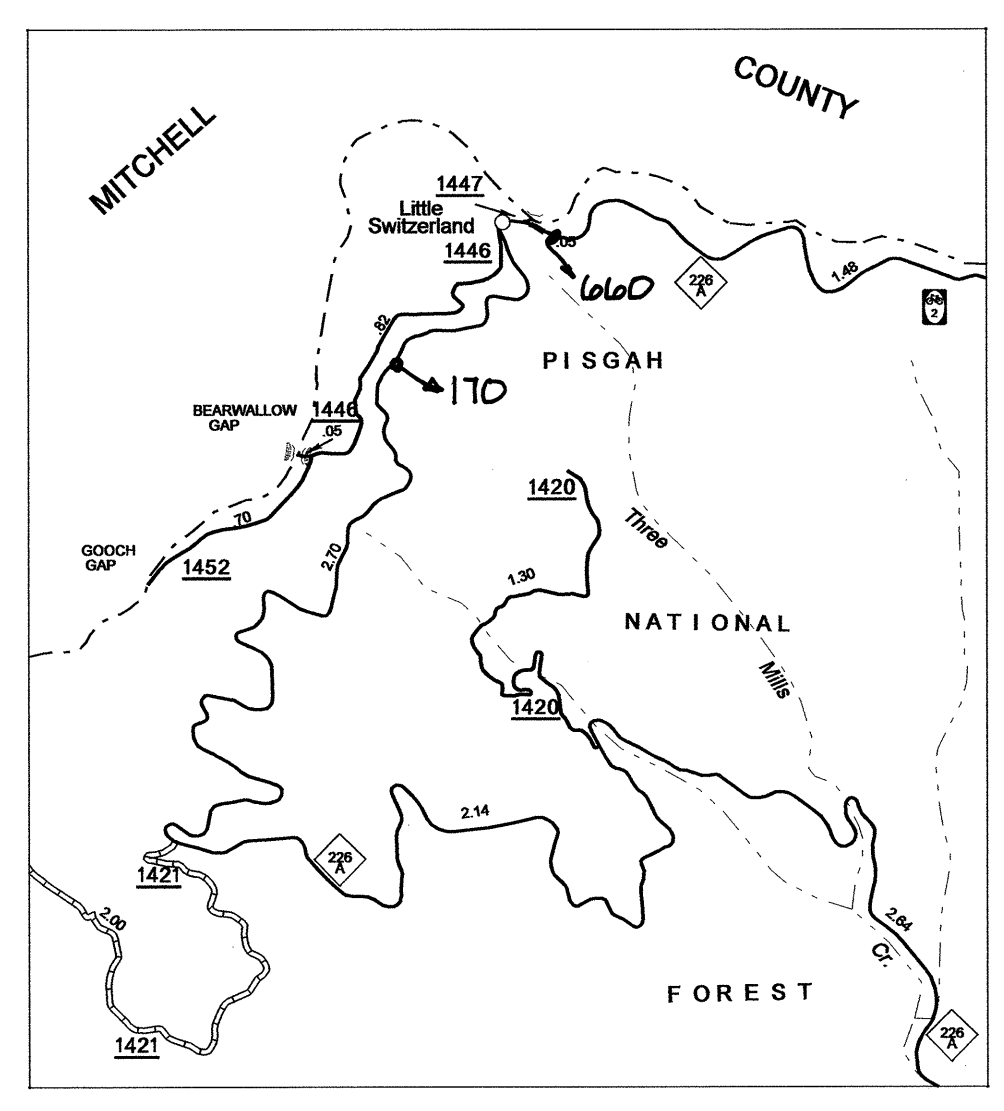 COUNTY
MITCHELL
1447
Little
Switzerland
1446
.05
660
226
A
1.48
2
.82
PISGAH
170
BEARWALLOW
GAP
1446
.05
1420
.70
Three
GOOCH
GAP
1452
2.70
1.30
NATIONAL
Mills
1420
2.14
226
A
1421
2.00
2.64
Cr.
FOREST
226
A
1421